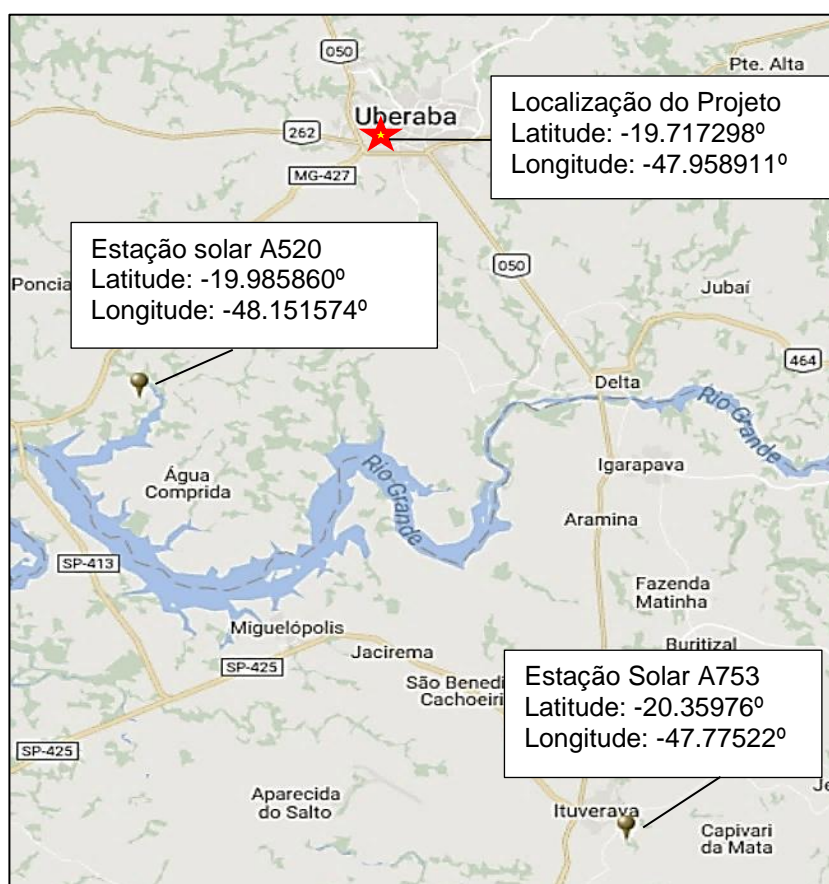 050
Pte. Alta
Uberaba
262
MG-427
Localização do Projeto
Latitude: -19.717298º
Longitude: -47.958911º
Estação solar A520
Latitude: -19.985860º
Longitude: -48.151574º
Poncia
050
Jubaí
464
Delta
Rio Grande
Rio Grande
Igarapava
Água
Comprida
Aramina
SP-413
Fazenda
Matinha
Miguelópolis
Jacirema
Buritizal
SP-425
São Benedi
Cachoeiri
Estação Solar A753
Latitude: -20.35976º
Longitude: -47.77522º
SP-425
Aparecida
do Salto
Je
Ituverava
Capivari
da Mata